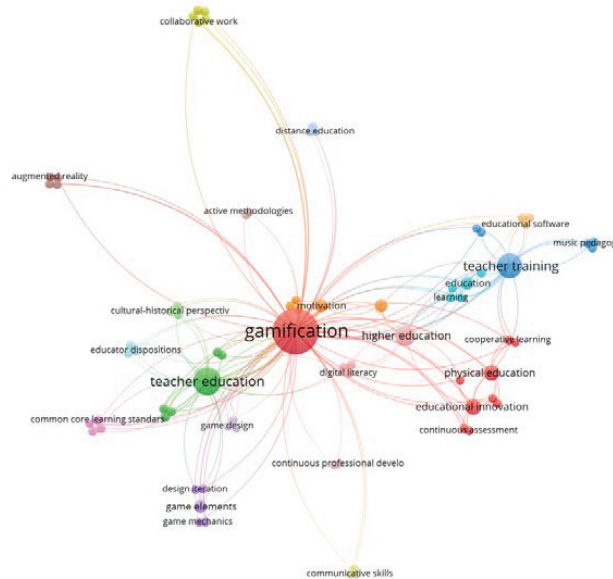 collaborative work
distance education
augmented reality
active methodologies
educational software
music pedagog
teacher training
education
learning
cultural-historical perspectiv
motivation
gamification
higher education
cooperative learning
educator dispositions
digital literacy
physical education
teacher education
educational innovation
common core learning standars
game design
continuous assessment
continuous professional develo
design iteration
game elements
game mechanics
communicative skills